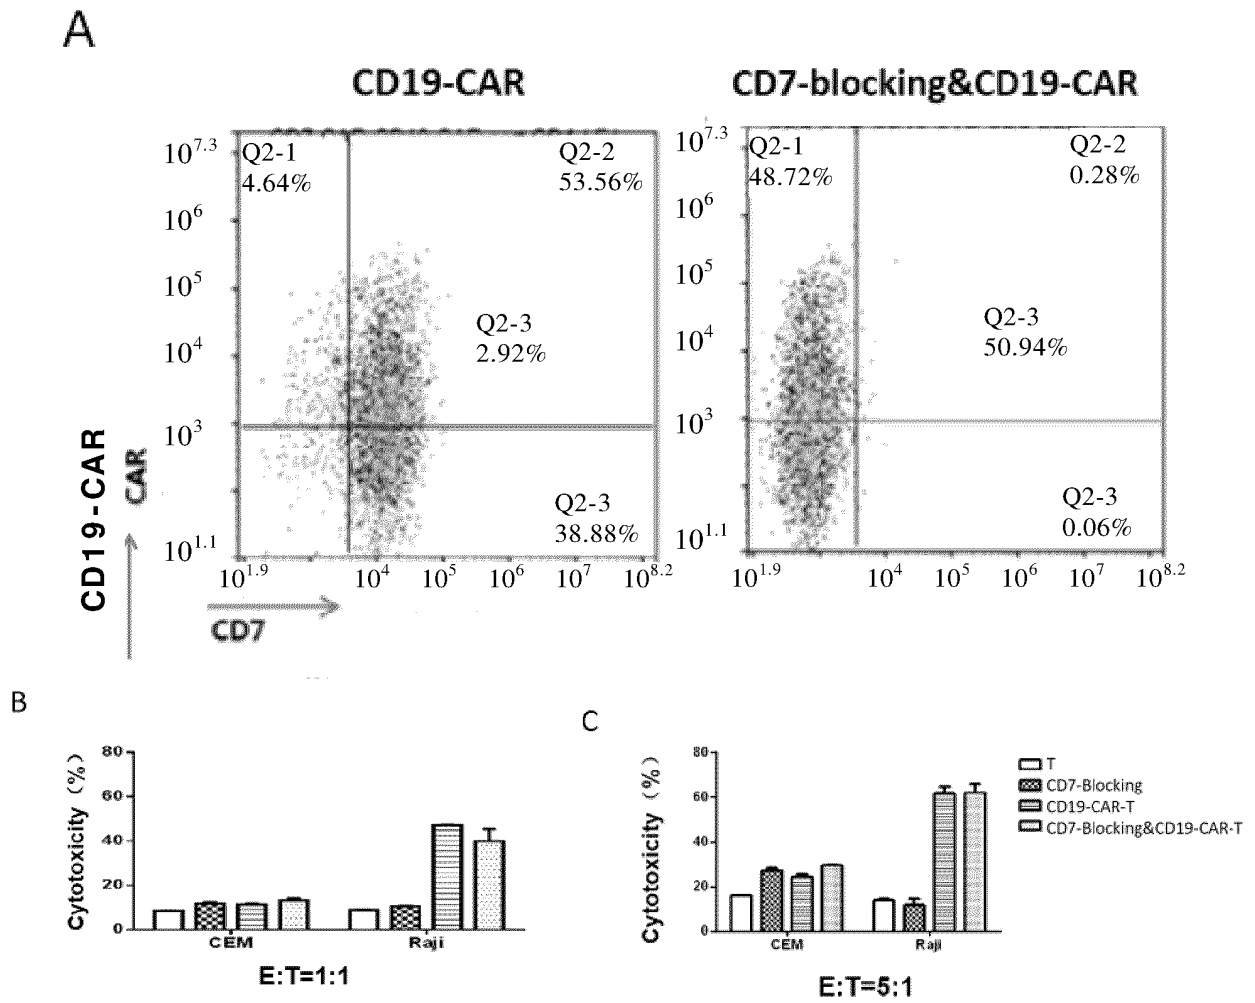 A
CD19-CAR
CD7-blocking&CD19-CAR
10^7.3
10^6
10^5
10^4
10^3
10^1.1
Q2-1
4.64%
Q2-2
53.56%
Q2-3
2.92%
Q2-3
38.88%
10^1.9
10^4
10^5
10^6
10^7
10^8.2
10^7.3
10^6
10^5
10^4
10^3
10^1.1
Q2-1
48.72%
Q2-2
0.28%
Q2-3
50.94%
Q2-3
0.06%
10^1.9
10^4
10^5
10^6
10^7
10^8.2
CD19-CAR
CAR
CD7
B
Cytotoxicity (%)
80
60
40
20
0
CEM
Raji
E:T=1:1
C
Cytotoxicity (%)
80
60
40
20
0
CEM
Raji
E:T=5:1
T
CD7-Blocking
CD19-CAR-T
CD7-Blocking&CD19-CAR-T